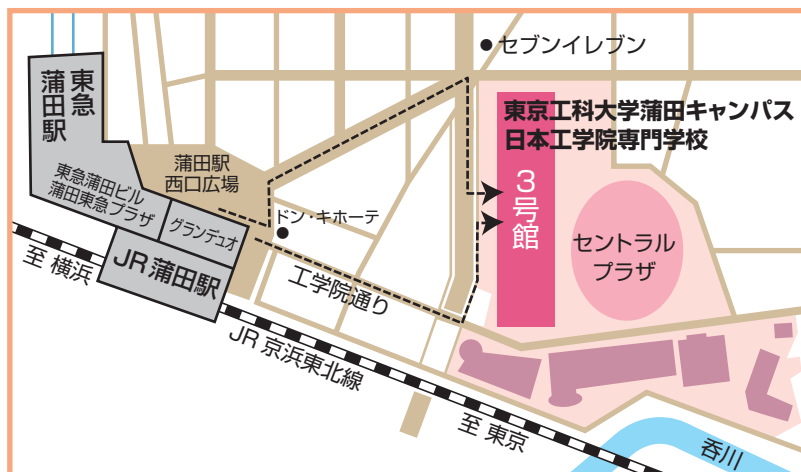 セブンイレブン
東急
蒲田駅
東京工科大学蒲田キャンパス
日本工学院専門学校
蒲田駅
西口広場
3号館
東急蒲田ビル
蒲田東急プラザ
グランデュオ
ドン・キホーテ
セントラル
プラザ
至 横浜
JR蒲田駅
工学院通り
JR京浜東北線
至 東京
呑川